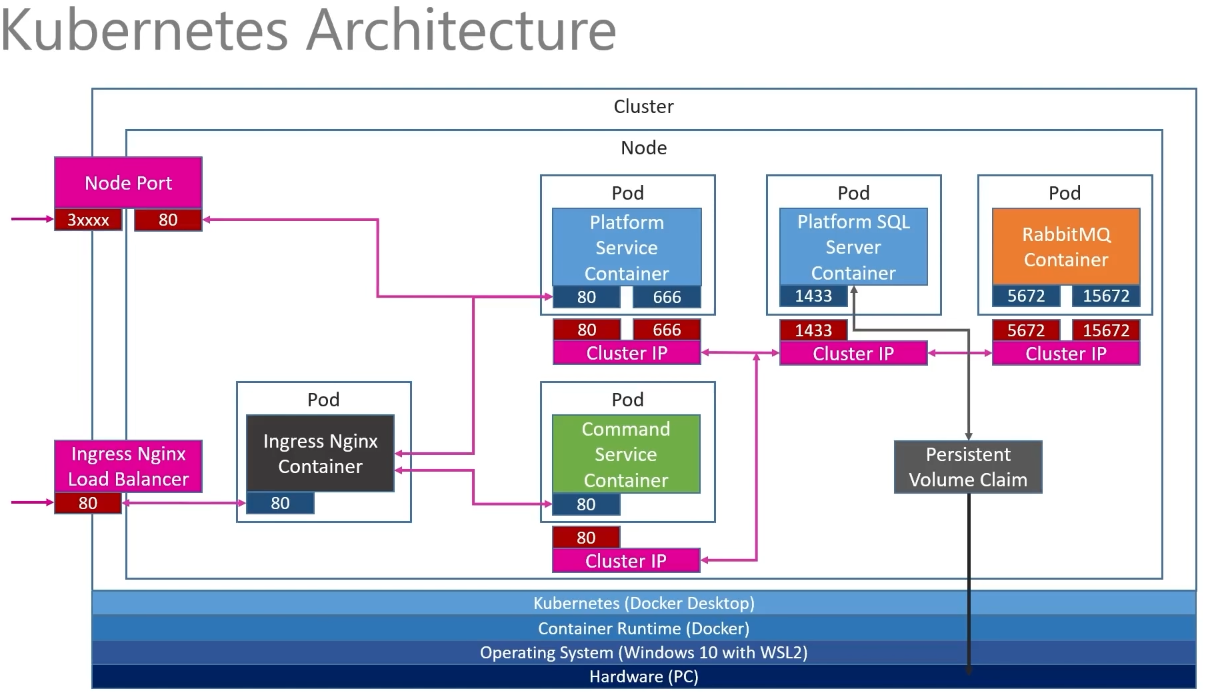 Kubernetes Architecture
Cluster
Node
Node Port
3xxxx
80
Pod
Platform
Service
Container
80
666
80
666
Cluster IP
Pod
Platform SQL
Server
Container
1433
1433
Cluster IP
Pod
RabbitMQ
Container
5672
15672
5672
15672
Cluster IP
Ingress Nginx
Load Balancer
80
Pod
Ingress Nginx
Container
80
Pod
Command
Service
Container
80
80
Cluster IP
Persistent
Volume Claim
Kubernetes (Docker Desktop)
Container Runtime (Docker)
Operating System (Windows 10 with WSL2)
Hardware (PC)